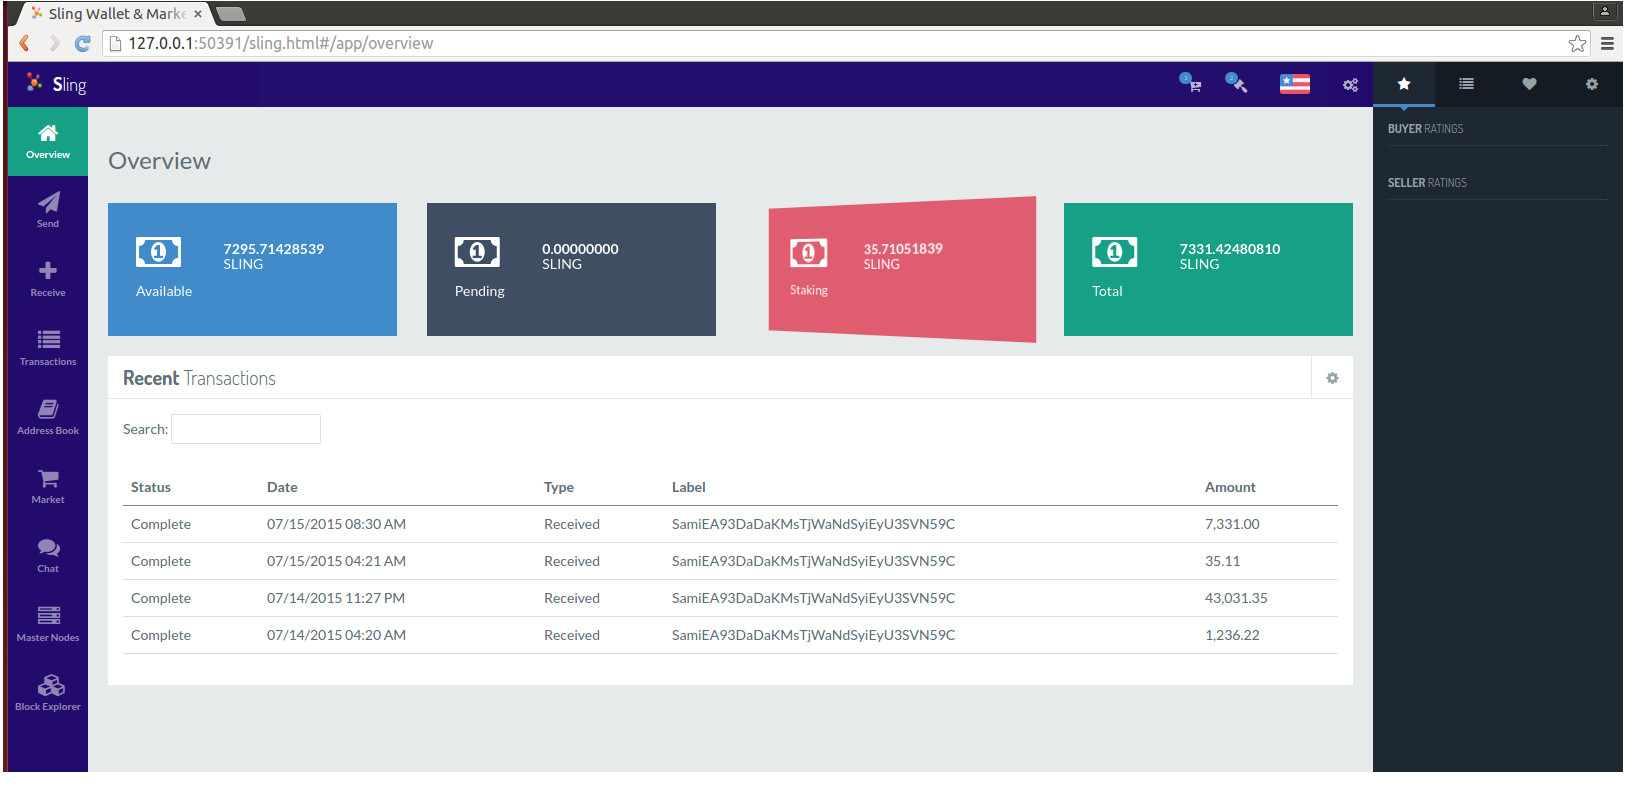 Sling Wallet & Marke
127.0.0.1:50391/sling.html#/app/overview
Sling
1
2
Overview
Send
Receive
Transactions
Address Book
Market
Chat
Master Nodes
Block Explorer
Overview
7295.71428539
SLING
Available
0.00000000
SLING
Pending
35.71051839
SLING
Staking
7331.42480810
SLING
Total
Recent Transactions
Search:
Status Date Type Label Amount
Complete 07/15/2015 08:30 AM Received SamiEA93DaDaKMsTjWaNdSyiEyU3SVN59C 7,331.00
Complete 07/15/2015 04:21 AM Received SamiEA93DaDaKMsTjWaNdSyiEyU3SVN59C 35.11
Complete 07/14/2015 11:27 PM Received SamiEA93DaDaKMsTjWaNdSyiEyU3SVN59C 43,031.35
Complete 07/14/2015 04:20 AM Received SamiEA93DaDaKMsTjWaNdSyiEyU3SVN59C 1,236.22
BUYER RATINGS
SELLER RATINGS